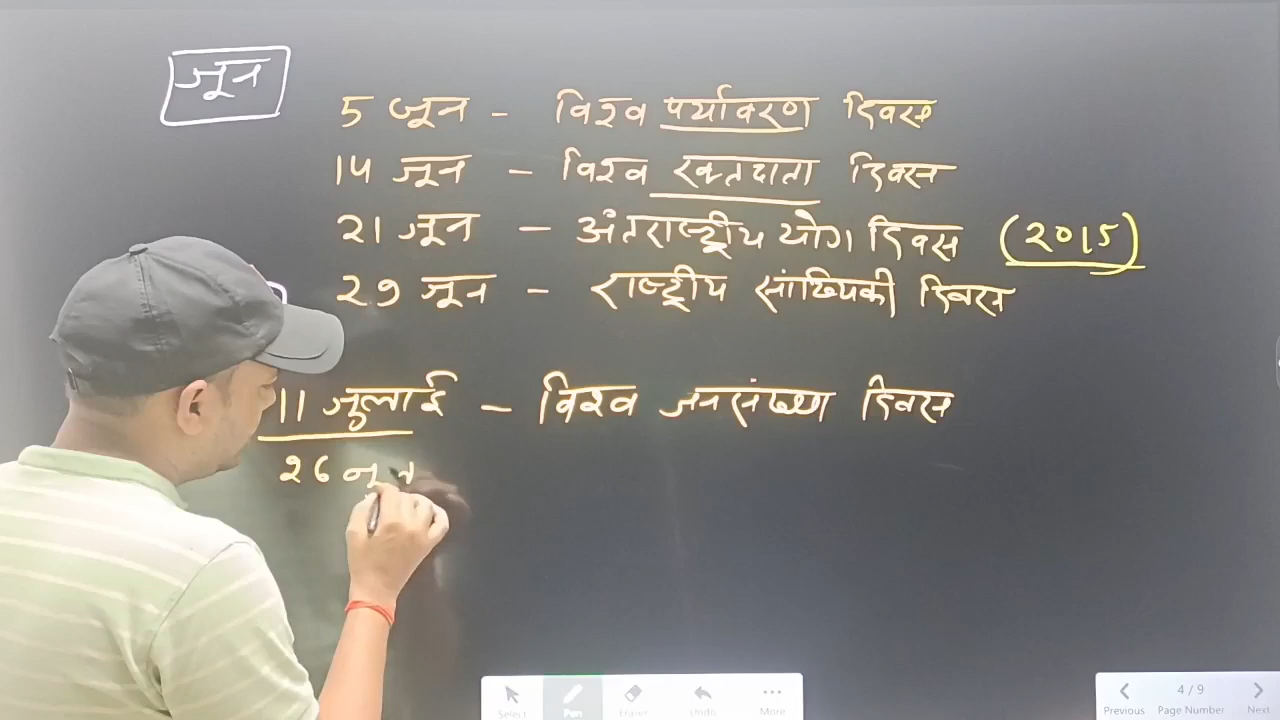 जून
5 जून - विश्व पर्यावरण दिवस
14 जून - विश्व रक्तदाता दिवस
21 जून - अंतराष्ट्रीय योग दिवस (2015)
29 जून - राष्ट्रीय सांख्यिकी दिवस
11 जुलाई - विश्व जनसंख्या दिवस
26
Select
Pen
Eraser
Undo
More
4 / 9
Previous
Page Number
Next